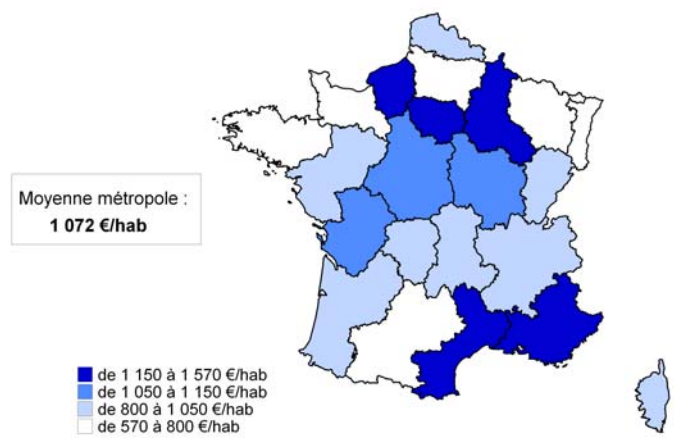 Moyenne métropole :
1 072 €/hab
de 1 150 à 1 570 €/hab
de 1 050 à 1 150 €/hab
de 800 à 1 050 €/hab
de 570 à 800 €/hab